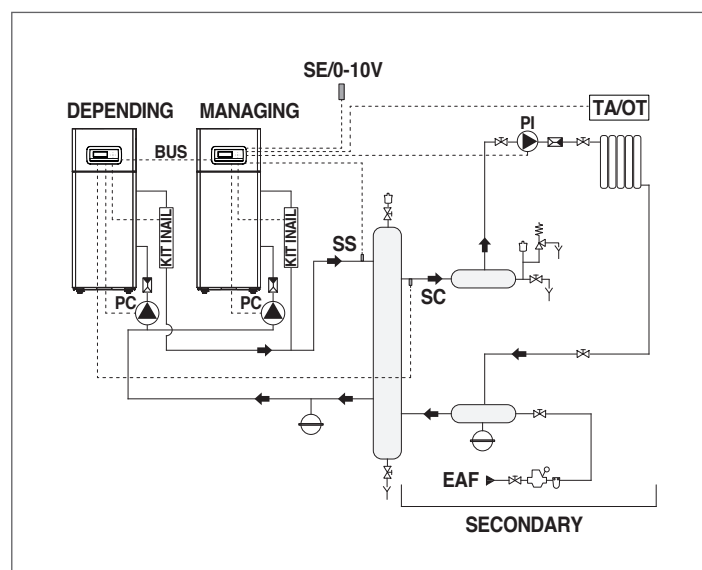 SE/0-10V
DEPENDING
MANAGING
TA/OT
PI
BUS
KIT INAIL
KIT INAIL
SS
SC
PC
PC
EAF
SECONDARY